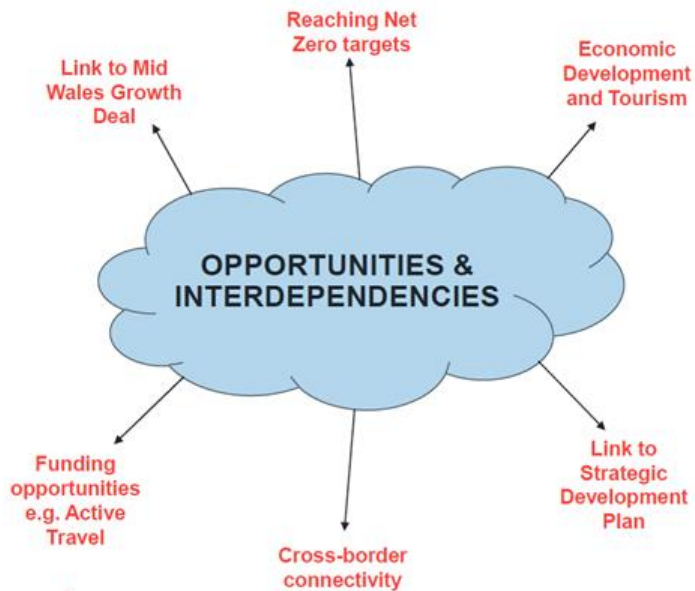 Reaching Net
Zero targets
Link to Mid
Wales Growth
Deal
Economic
Development
and Tourism
OPPORTUNITIES &
INTERDEPENDENCIES
Funding
opportunities
e.g. Active
Travel
Cross-border
connectivity
Link to
Strategic
Development
Plan